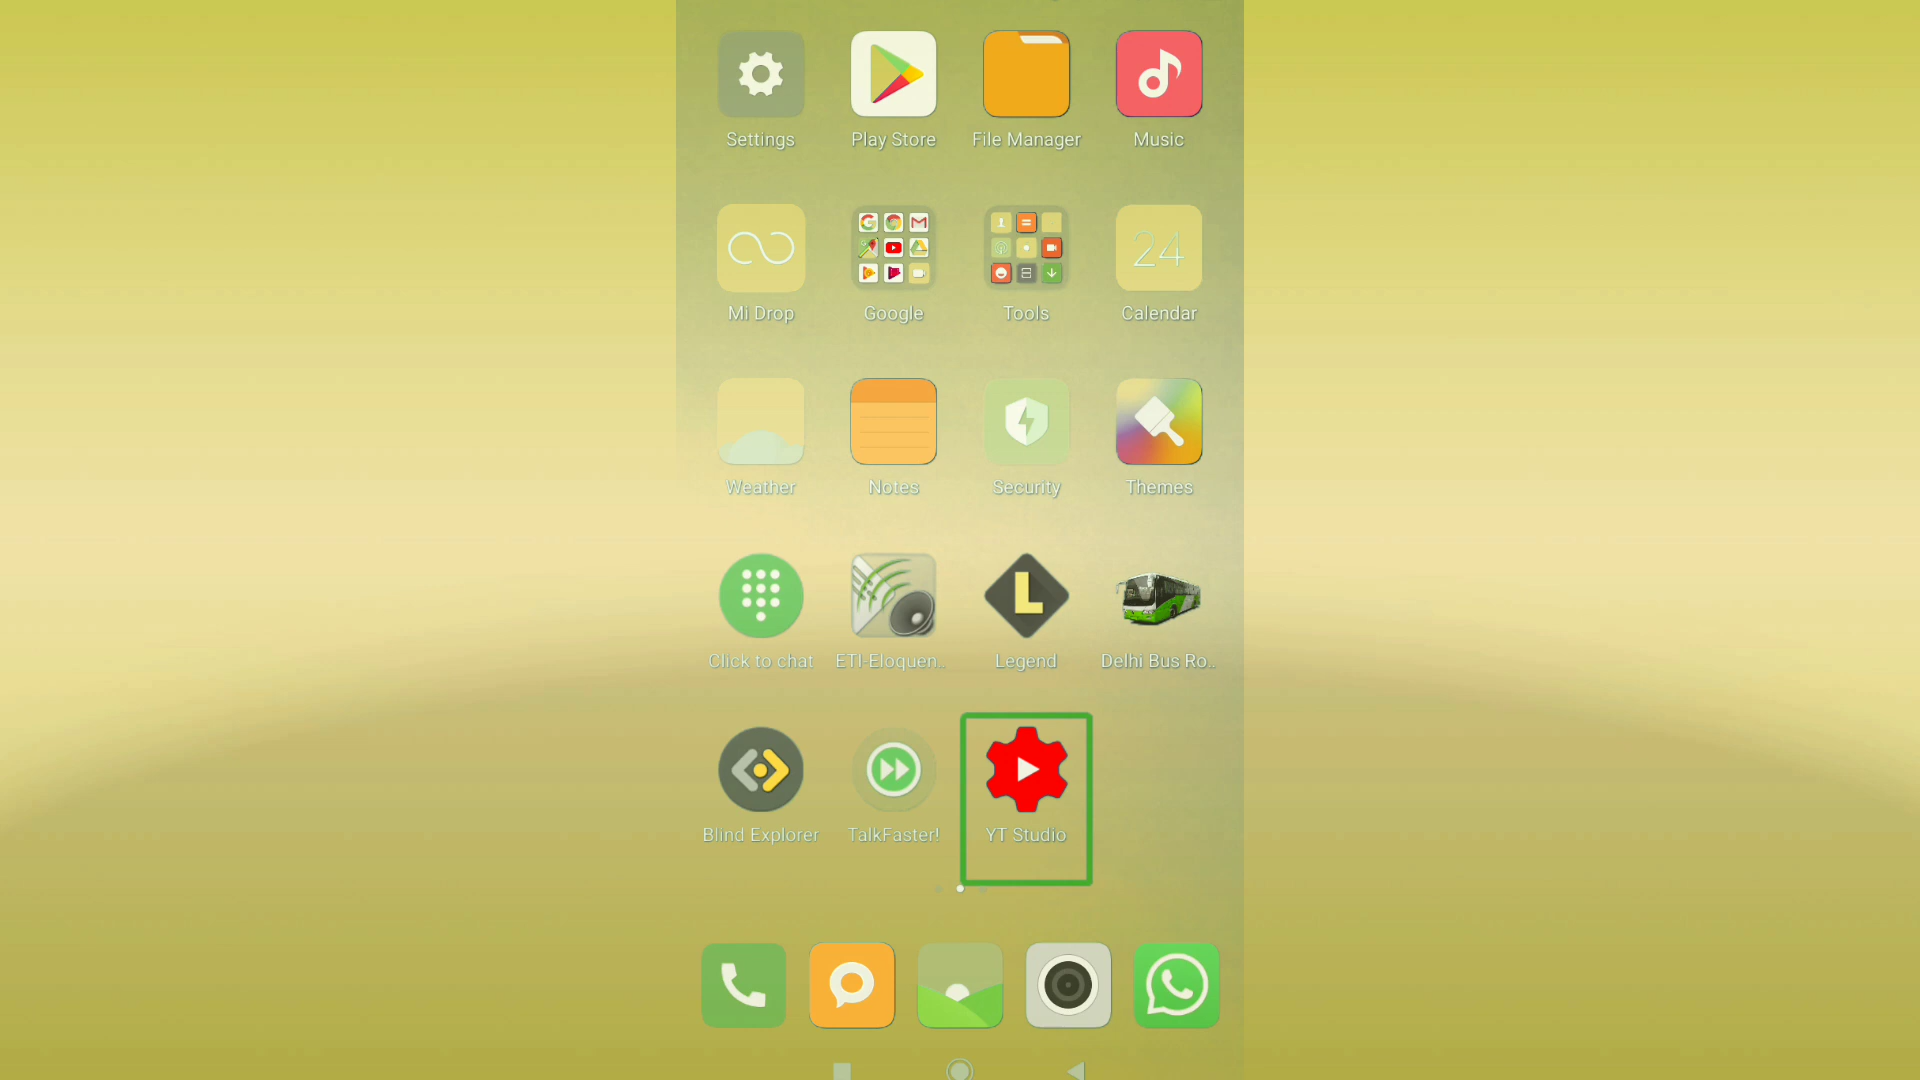 Settings Play Store File Manager Music
Mi Drop Google Tools 24 Calendar
Weather Notes Security Themes
Click to chat ETI-Eloquen.. L Legend Delhi Bus Ro..
Blind Explorer TalkFaster! YT Studio